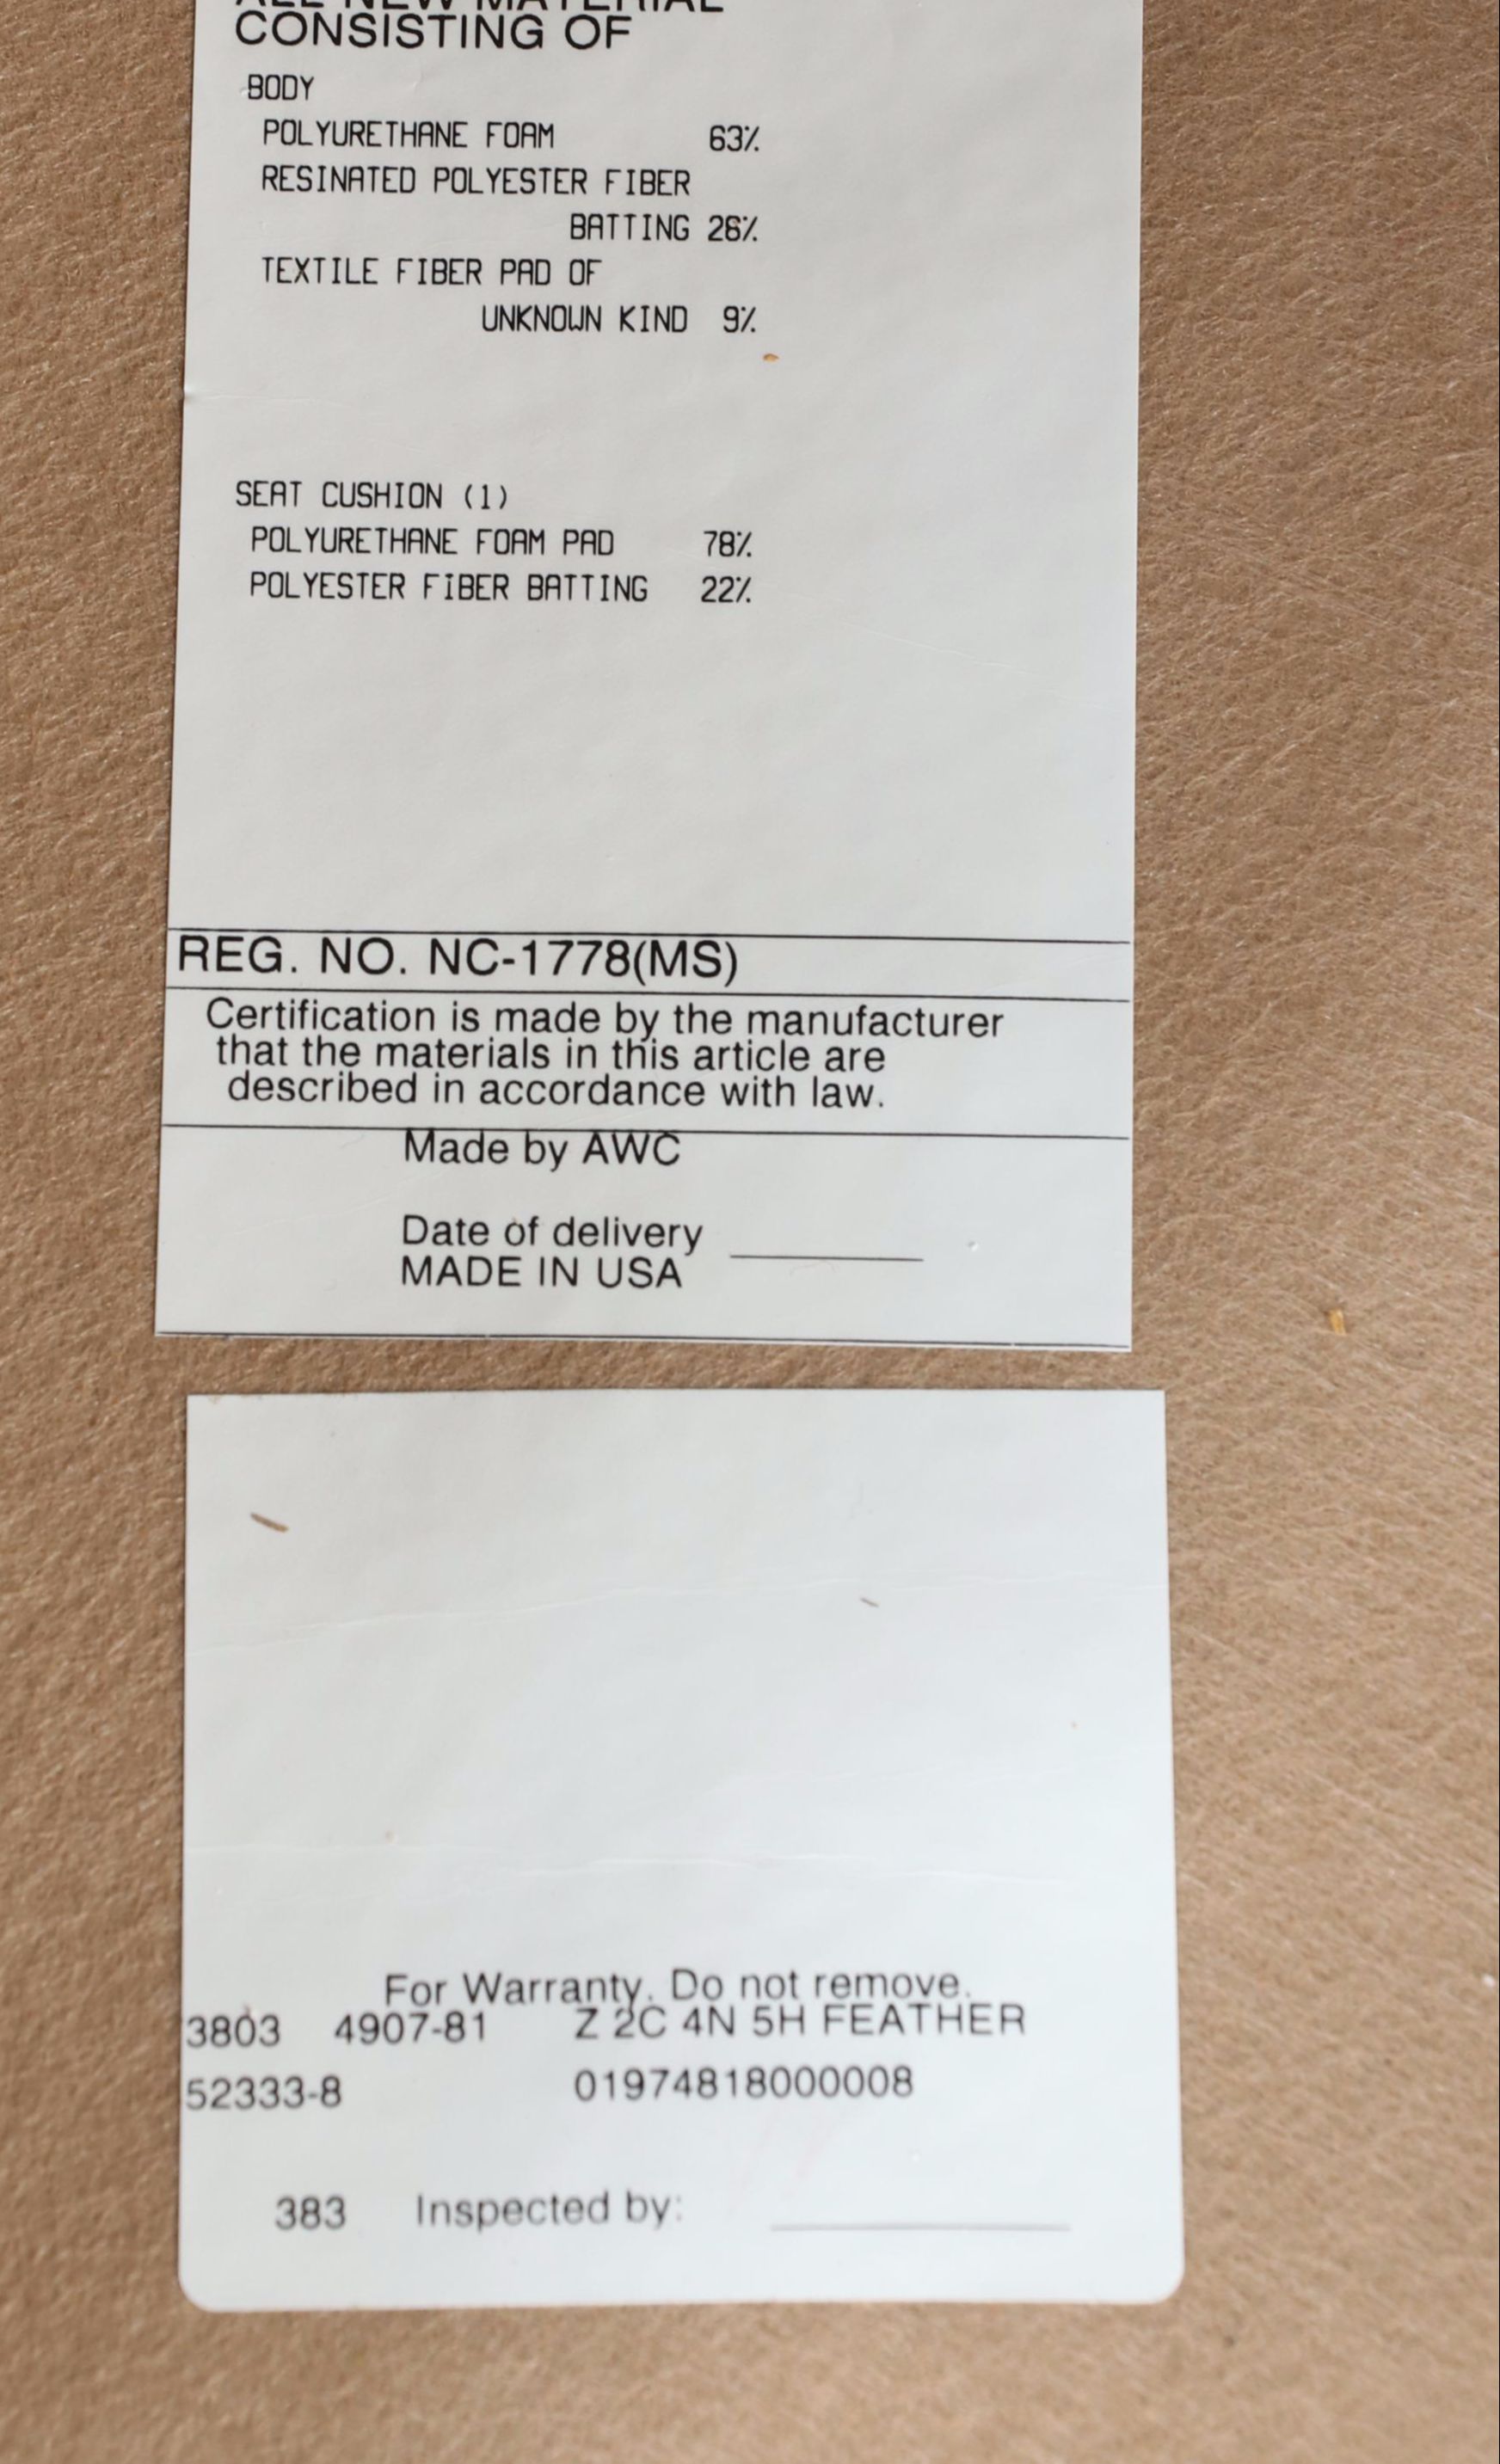 ALL NEW MATERIAL
CONSISTING OF
BODY
POLYURETHANE FOAM 63%
RESINATED POLYESTER FIBER
BATTING 26%
TEXTILE FIBER PAD OF
UNKNOWN KIND 9%
SEAT CUSHION (1)
POLYURETHANE FOAM PAD 78%
POLYESTER FIBER BATTING 22%
REG. NO. NC-1778(MS)
Certification is made by the manufacturer
that the materials in this article are
described in accordance with law.
Made by AWC
Date of delivery
MADE IN USA
For Warranty. Do not remove.
3803 4907-81 Z 2C 4N 5H FEATHER
52333-8 01974818000008
383 Inspected by: